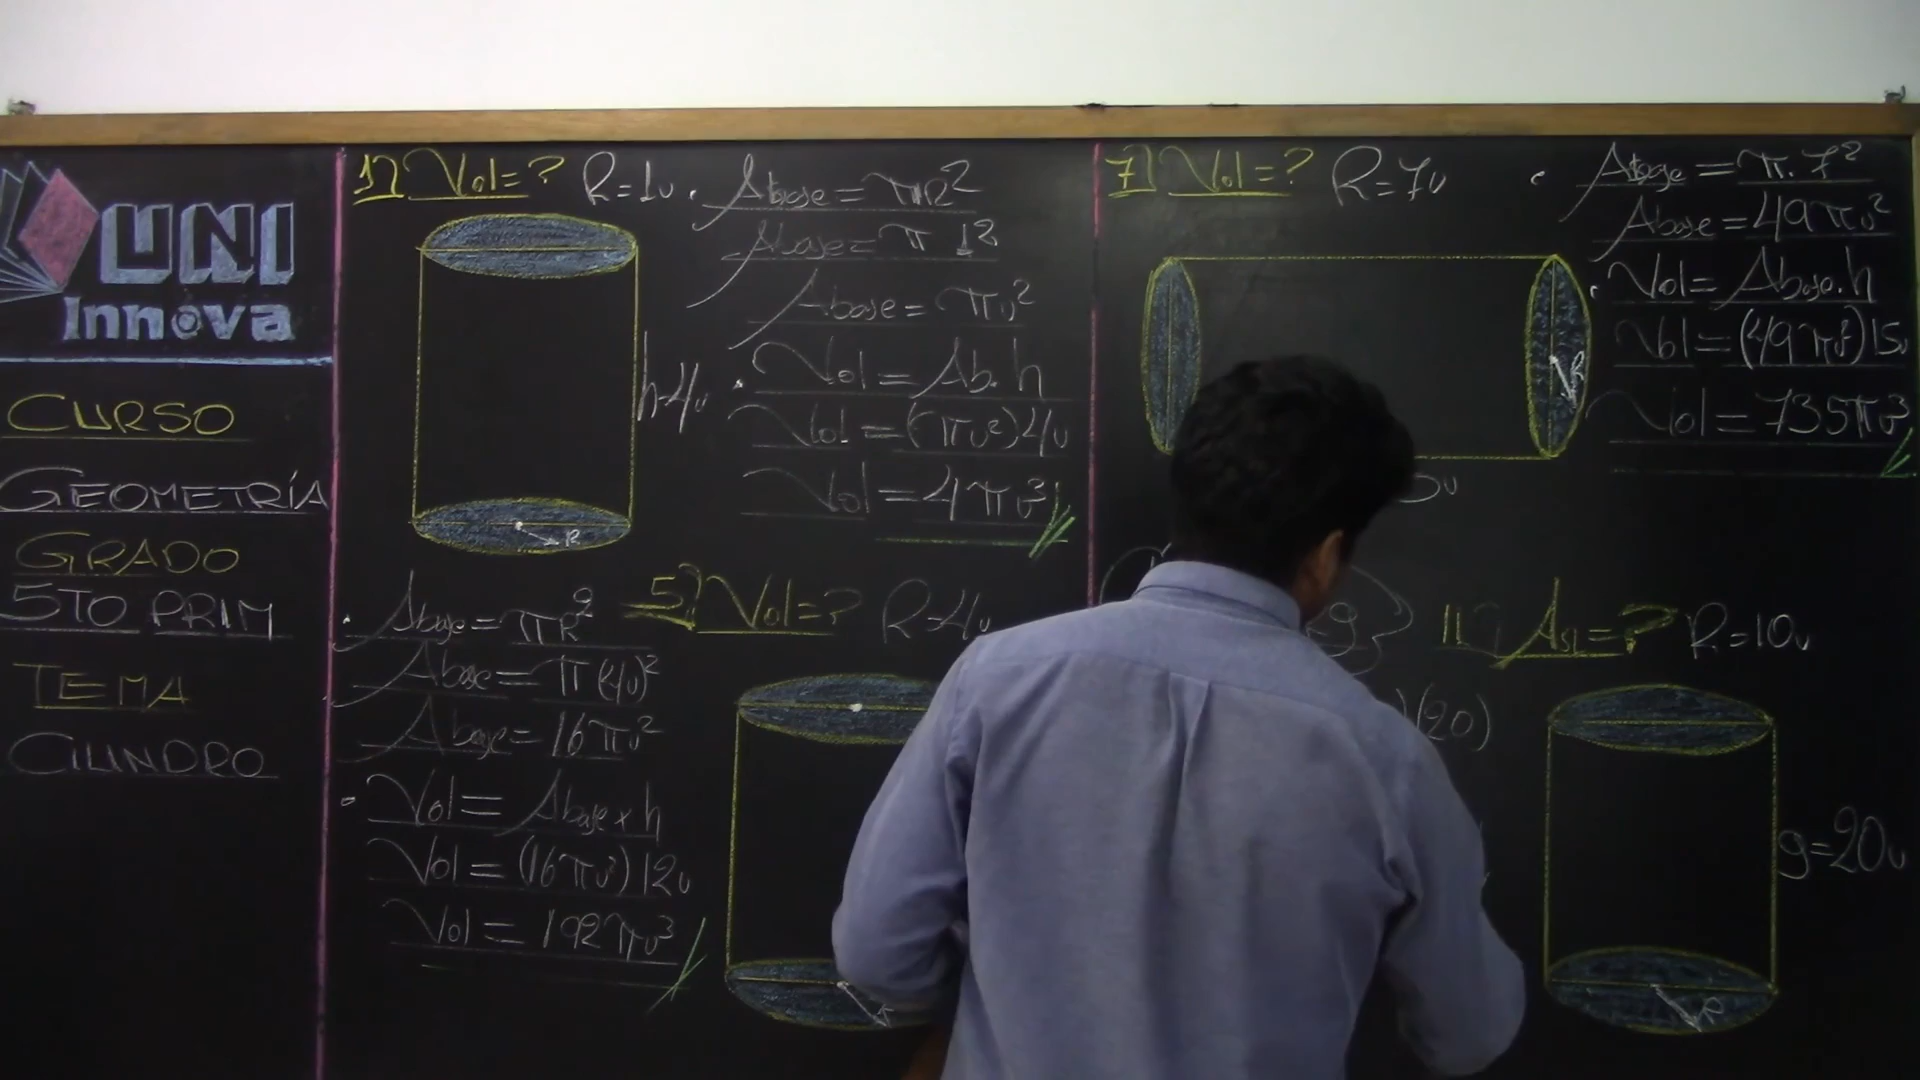 UNI
Innova
CURSO
GEOMETRÍA
GRADO
5TO PRIM
TEMA
CILINDRO
1) Vol=? R=1u
h=4u
R
Abase = πR²
Abase = π 1²
Abase = πu²
Vol = Ab.h
Vol = (πu²)4u
Vol = 4πu³
5) Vol=? R=4u
R
Abase = πR²
Abase = π(4u)²
Abase = 16πu²
Vol = Abase x h
Vol = (16πu²)12u
Vol = 192πu³
7) Vol=? R=7u
R
5u
Abase = π.7²
Abase = 49πu²
Vol = Abase.h
Vol = (49πu²)15u
Vol = 735πu³
g
)(20)
11) ASL=? R=10u
g=20u
R